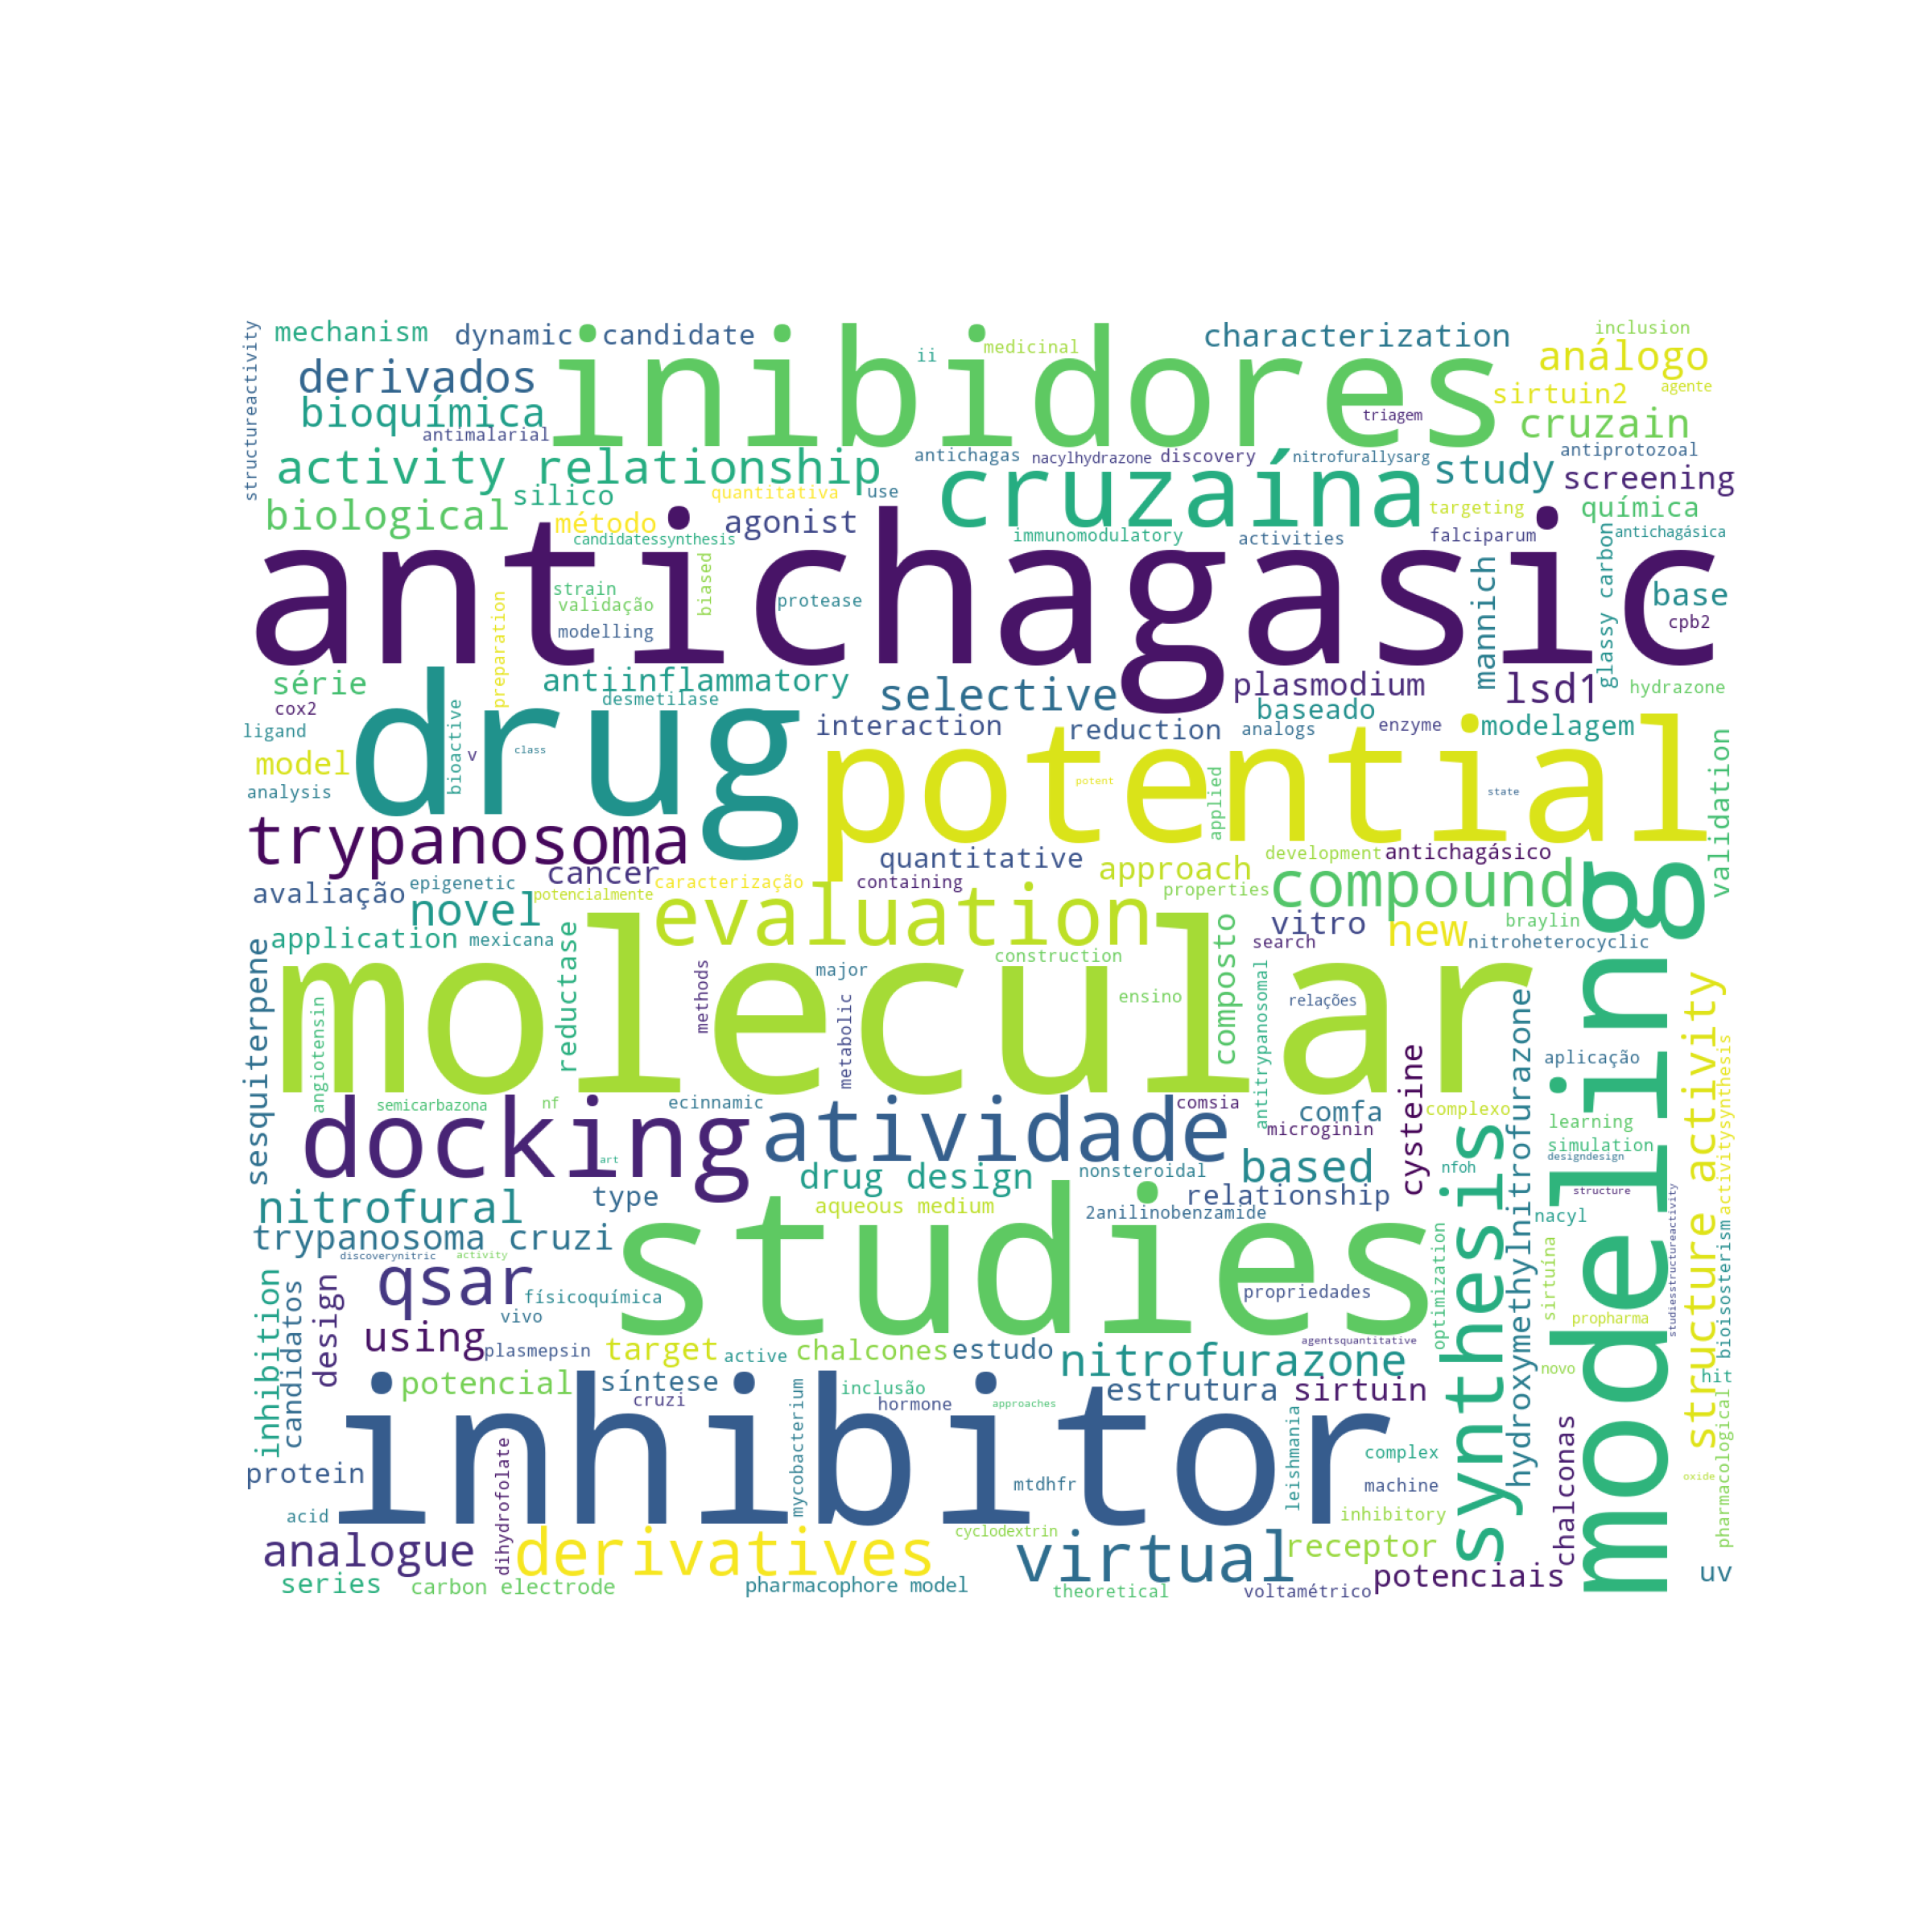 structureactivity
mechanism
dynamic
candidate
inibidores
ii
medicinal
characterization
inclusion
análogo
derivados
sirtuin2
agente
bioquímica
triagem
cruzain
antimalarial
activity relationship
antichagas
nacylhydrazone
discovery
nitrofurallysarg
study
antiprotozoal
screening
cruzaína
silico
quantitativa
use
targeting
química
biological
método
agonist
candidatessynthesis
immunomodulatory
activities
falciparum
antichagásica
antichagasic
mannich
glassy carbon
strain
validação
biased
protease
modelling
base
cpb2
preparation
série
antiinflammatory
desmetilase
selective
plasmodium
lsd1
hydrazone
cox2
baseado
ligand
bioactive
v
class
drug
interaction
reduction
analogs
enzyme
modelagem
model
potential
potent
applied
state
validation
analysis
trypanosoma
cancer
quantitative
approach
development
antichagásico
avaliação
epigenetic
potencialmente
caracterização
containing
properties
compound
modeling
novel
evaluation
composto
vitro
new
braylin
application
mexicana
reductase
construction
search
nitroheterocyclic
sesquiterpene
molecular
angiotensin
methods
major
metabolic
ensino
antitrypanosomal
relações
hydroxymethylnitrofurazone
structure activity
activitysynthesis
semicarbazona
nf
ecinnamic
comsia
comfa
microginin
cysteine
complexo
aplicação
learning
simulation
designdesign
docking
art
atividade
drug design
nonsteroidal
based
nfoh
structure
studiesstructureactivity
nitrofural
type
aqueous medium
2anilinobenzamide
relationship
synthesis
nacyl
trypanosoma cruzi
discoverynitric
activity
studies
optimization
sirtuína
bioisosterism
inhibition
candidatos
design
qsar
físicoquímica
vivo
propriedades
propharma
using
plasmepsin
target
active
chalcones
estudo
agentsquantitative
nitrofurazone
novo
hit
potencial
síntese
cruzi
inclusão
hormone
approaches
estrutura
sirtuin
pharmacological
inhibitor
mycobacterium
leishmania
complex
chalconas
protein
dihydrofolate
mtdhfr
machine
oxide
acid
inhibitory
analogue
derivatives
cyclodextrin
virtual
receptor
series
carbon electrode
pharmacophore model
theoretical
voltamétrico
potenciais
uv